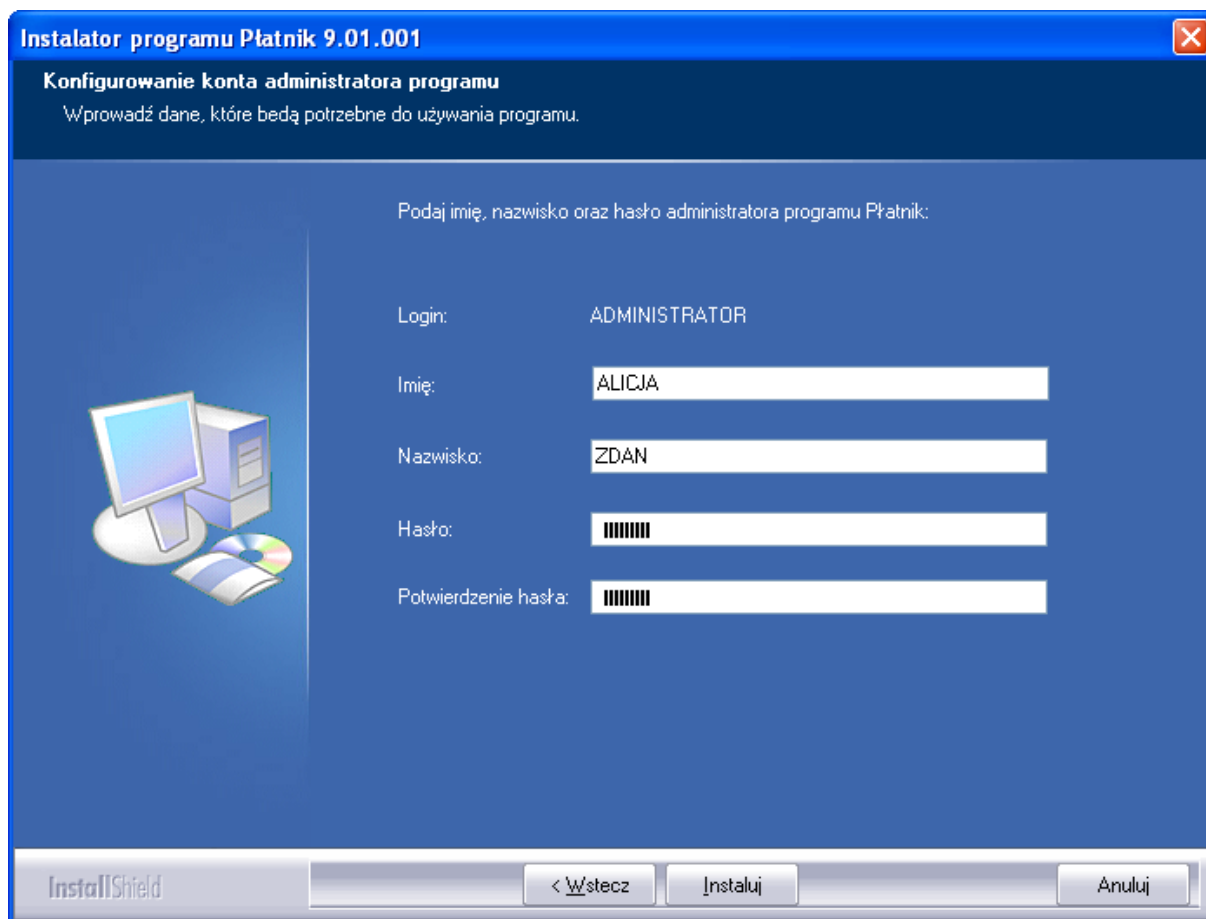 Instalator programu Płatnik 9.01.001
Konfigurowanie konta administratora programu
Wprowadź dane, które bedą potrzebne do używania programu.
Podaj imię, nazwisko oraz hasło administratora programu Płatnik:
Login: ADMINISTRATOR
Imię: ALICJA
Nazwisko: ZDAN
Hasło:
Potwierdzenie hasła:
InstallShield < Wstecz Instaluj Anuluj